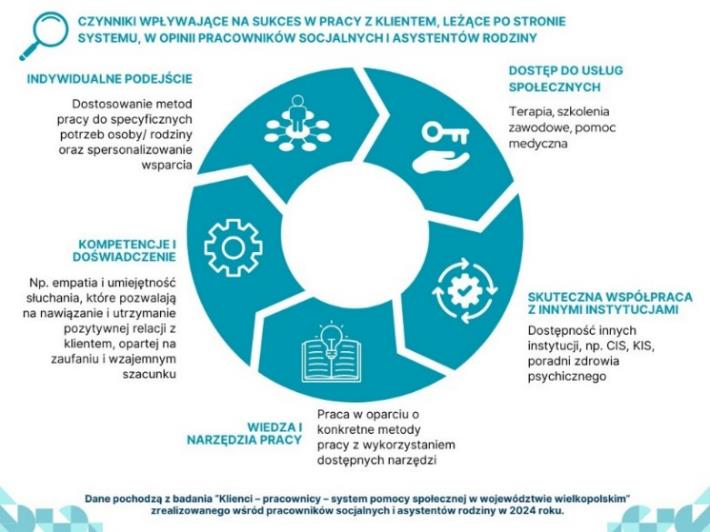 CZYNNIKI WPŁYWAJĄCE NA SUKCES W PRACY Z KLIENTEM, LEŻĄCE PO STRONIE
SYSTEMU, W OPINII PRACOWNIKÓW SOCJALNYCH I ASYSTENTÓW RODZINY
INDYWIDUALNE PODEJŚCIE
Dostosowanie metod
pracy do specyficznych
potrzeb osoby/ rodziny
oraz spersonalizowanie
wsparcia
DOSTĘP DO USŁUG
SPOŁECZNYCH
Terapia, szkolenia
zawodowe, pomoc
medyczna
KOMPETENCJE I
DOŚWIADCZENIE
Np. empatia i umiejętność
słuchania, które pozwalają
na nawiązanie i utrzymanie
pozytywnej relacji z
klientem, opartej na
zaufaniu i wzajemnym
szacunku
SKUTECZNA WSPÓŁPRACA
Z INNYMI INSTYTUCJAMI
Dostępność innych
instytucji, np. CIS, KIS,
poradni zdrowia
psychicznego
WIEDZA I
NARZĘDZIA PRACY
Praca w oparciu o
konkretne metody
pracy z wykorzystaniem
dostępnych narzędzi
Dane pochodzą z badania "Klienci – pracownicy – system pomocy społecznej w województwie wielkopolskim"
zrealizowanego wśród pracowników socjalnych i asystentów rodziny w 2024 roku.